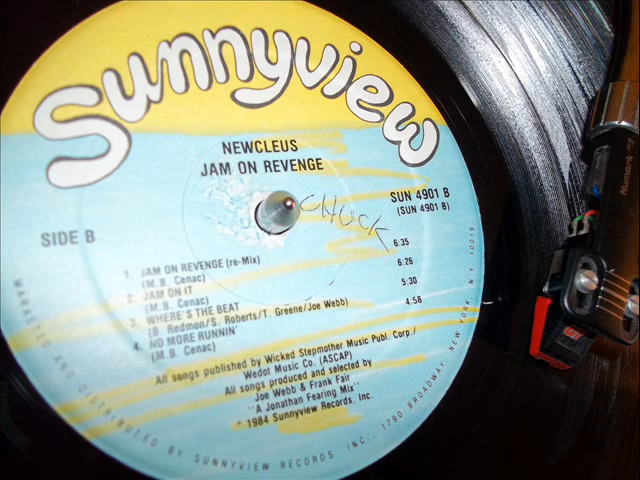 Sunnyview
NEWCLEUS
JAM ON REVENGE
CHUCK
SUN 4901 B
(SUN 4901 B)
SIDE B
1. JAM ON REVENGE (re-Mix) 6:35
(M.B. Cenac)
2. JAM ON IT 6:26
(M.B. Cenac)
3. WHERE'S THE BEAT 5:30
(B. Redmon/S. Roberts/T. Greene/Joe Webb)
4. NO MORE RUNNIN' 4:58
(M.B. Cenac)
All songs published by Wicked Stepmother Music Publ. Corp./
Wedot Music Co. (ASCAP)
All songs produced and selected by
Joe Webb & Frank Fair
"A Jonathan Fearing Mix"
℗ 1984 Sunnyview Records, Inc.
MARKETED AND DISTRIBUTED BY SUNNYVIEW RECORDS, INC., 1790 BROADWAY, NEW YORK, N.Y. 10019
Numark